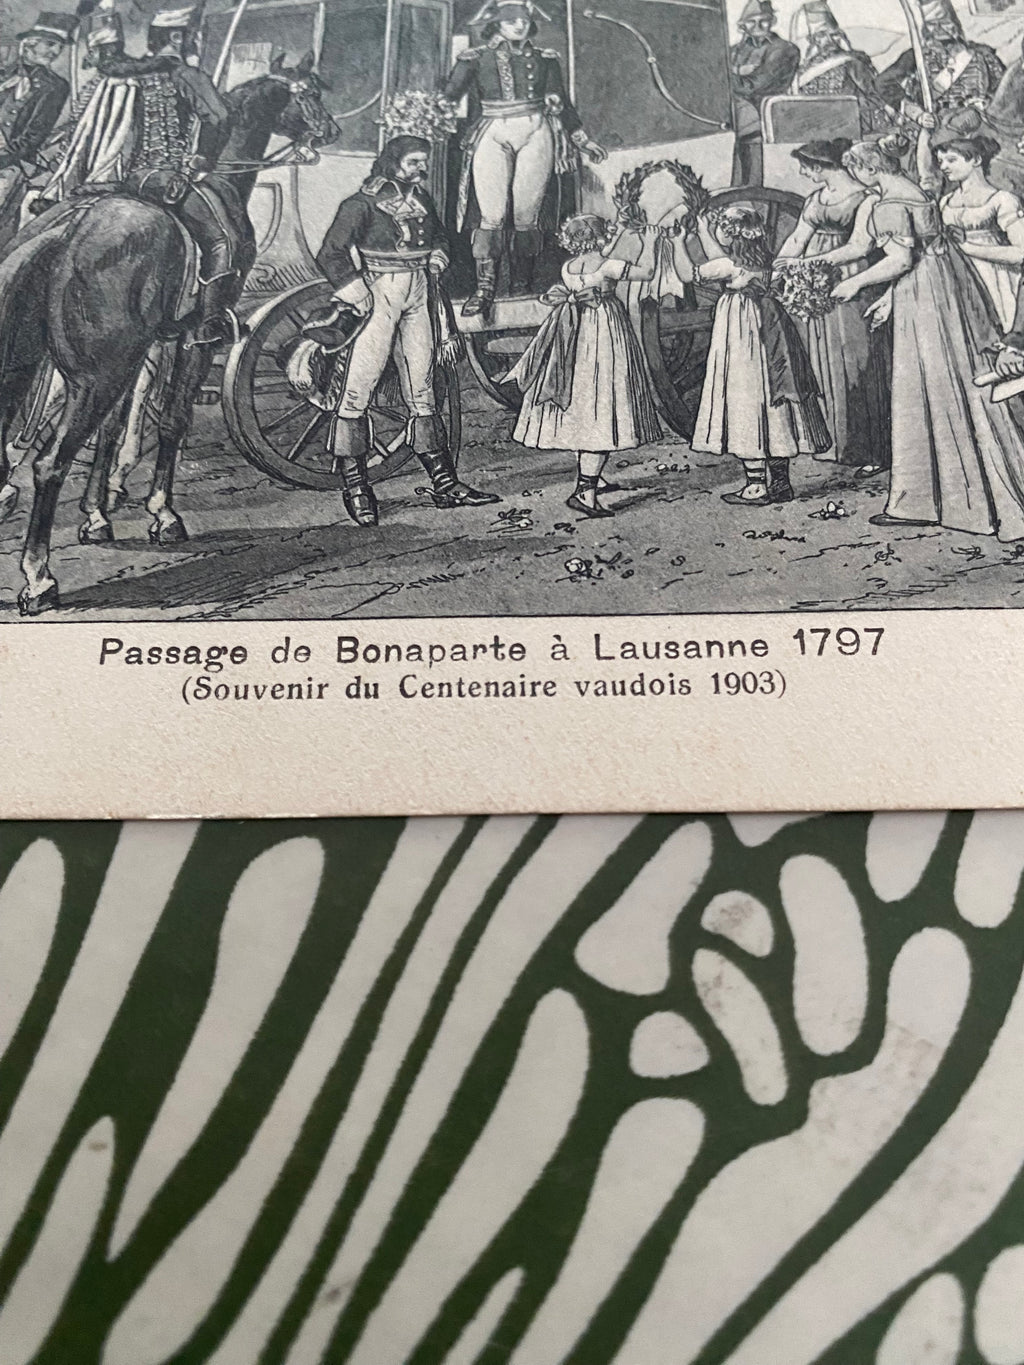 Passage de Bonaparte à Lausanne 1797
(Souvenir du Centenaire vaudois 1903)